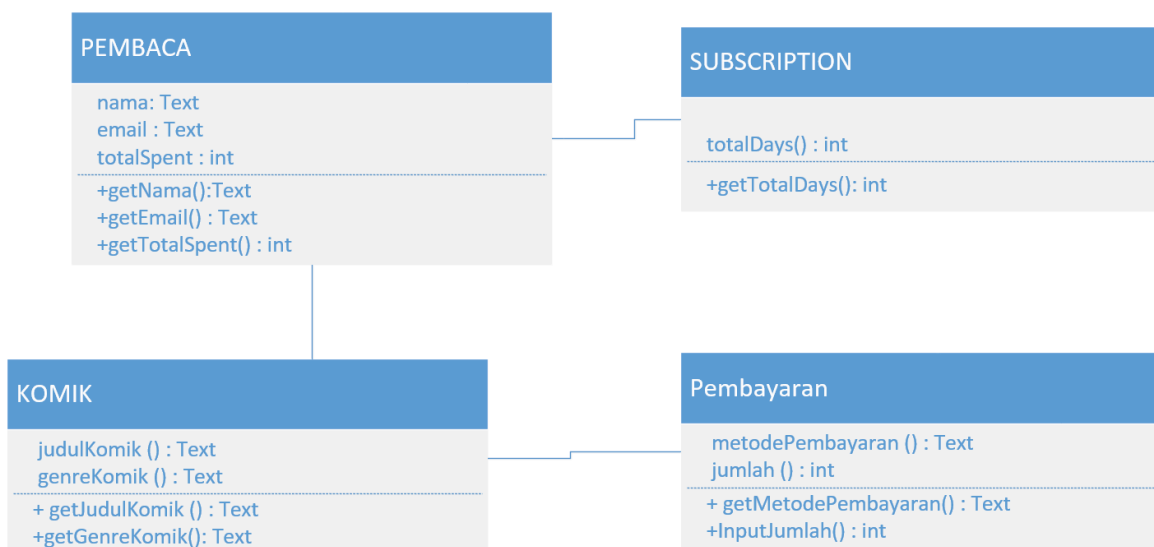 PEMBACA
nama: Text
email : Text
totalSpent : int
+getNama():Text
+getEmail() : Text
+getTotalSpent() : int
SUBSCRIPTION
totalDays() : int
+getTotalDays(): int
KOMIK
judulKomik () : Text
genreKomik () : Text
+ getJudulKomik () : Text
+getGenreKomik(): Text
Pembayaran
metodePembayaran () : Text
jumlah () : int
+ getMetodePembayaran() : Text
+InputJumlah() : int